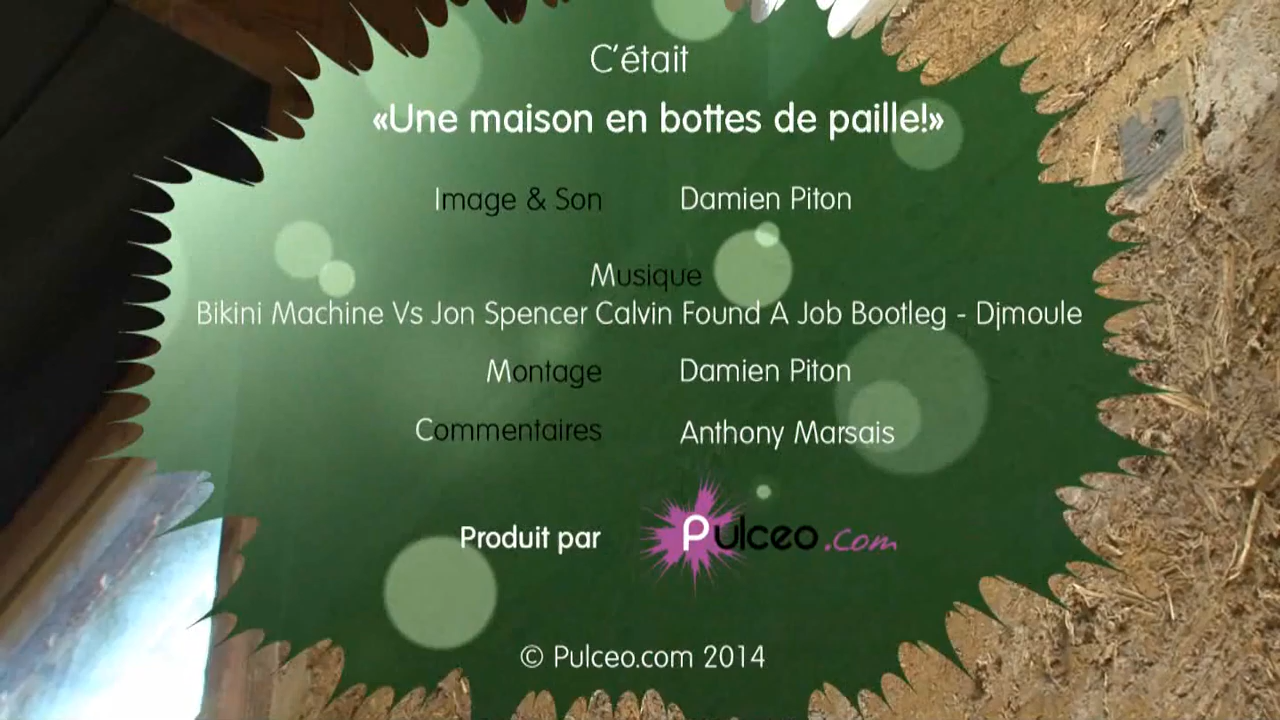 C'était
«Une maison en bottes de paille!»
Image & Son Damien Piton
Musique
Bikini Machine Vs Jon Spencer Calvin Found A Job Bootleg - Djmoule
Montage Damien Piton
Commentaires Anthony Marsais
Produit par Pulceo.com
© Pulceo.com 2014